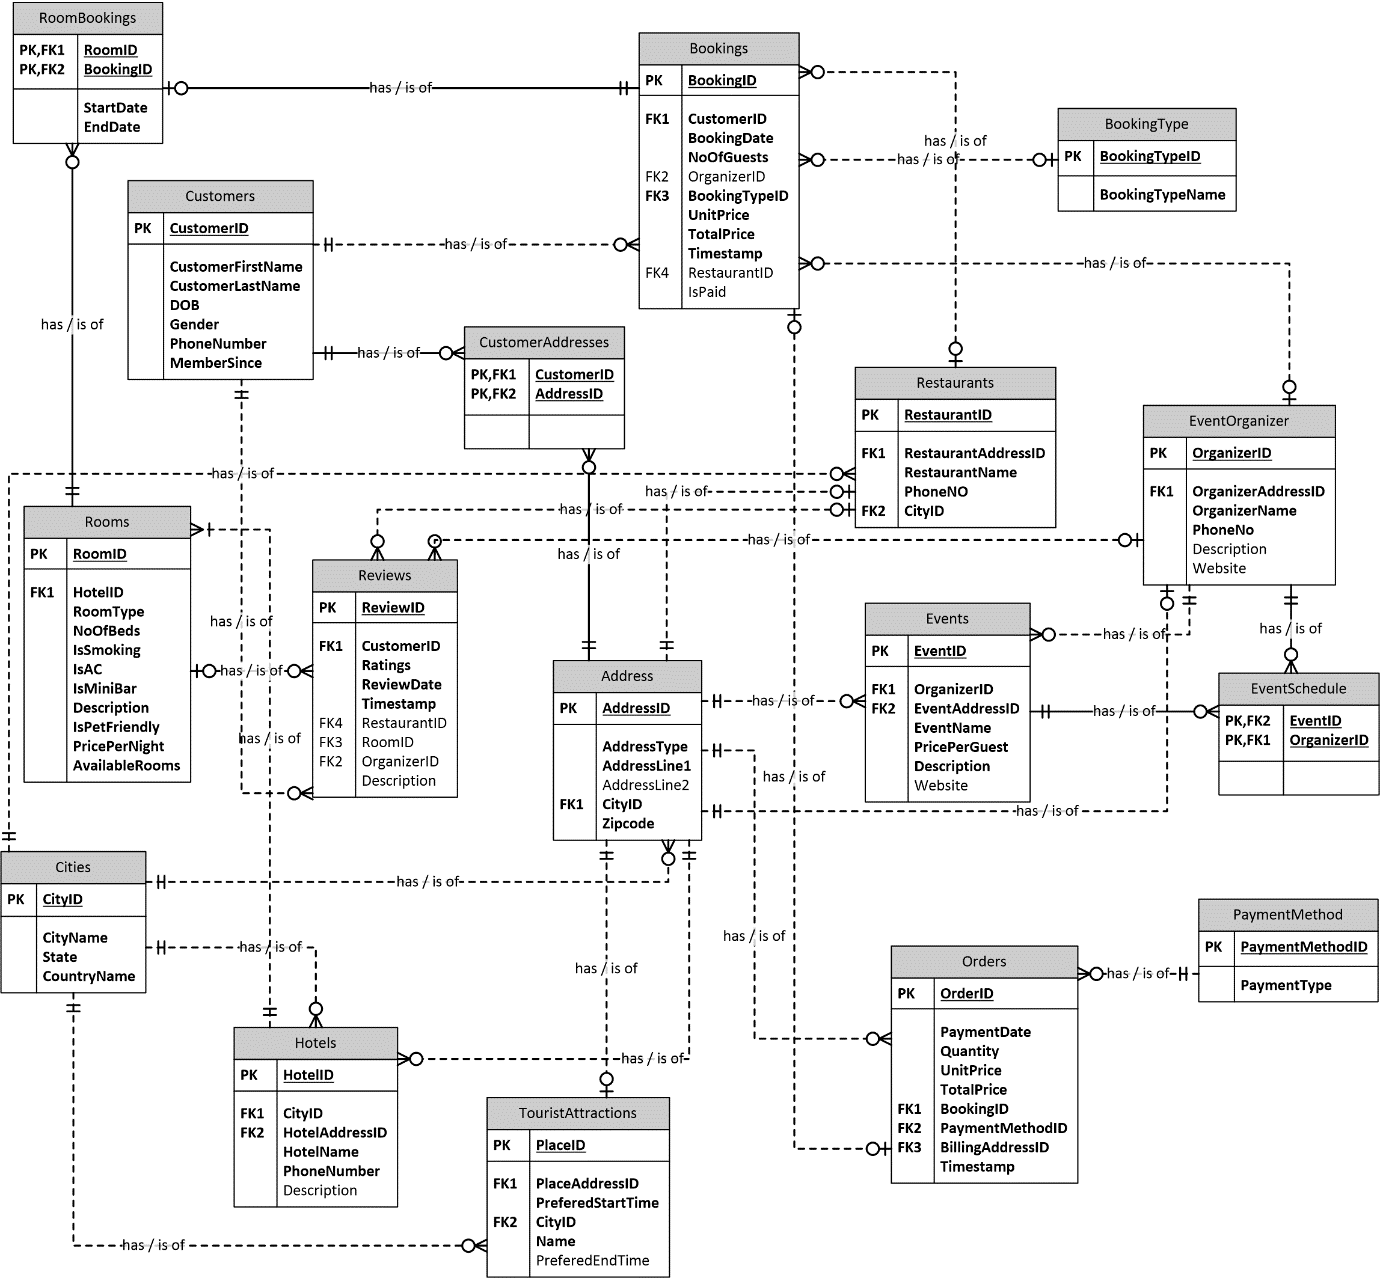 RoomBookings
PK,FK1 RoomID
PK,FK2 BookingID
StartDate
EndDate
has / is of
Bookings
PK BookingID
FK1 CustomerID
BookingDate
NoOfGuests
FK2 OrganizerID
FK3 BookingTypeID
UnitPrice
TotalPrice
Timestamp
FK4 RestaurantID
IsPaid
has / is of
has / is of
BookingType
PK BookingTypeID
BookingTypeName
Customers
PK CustomerID
CustomerFirstName
CustomerLastName
DOB
Gender
PhoneNumber
MemberSince
has / is of
has / is of
has / is of
has / is of
CustomerAddresses
PK,FK1 CustomerID
PK,FK2 AddressID
Restaurants
PK RestaurantID
FK1 RestaurantAddressID
RestaurantName
PhoneNO
FK2 CityID
EventOrganizer
PK OrganizerID
FK1 OrganizerAddressID
OrganizerName
PhoneNo
Description
Website
has / is of
has / is of
has / is of
has / is of
has / is of
Rooms
PK RoomID
FK1 HotelID
RoomType
NoOfBeds
IsSmoking
IsAC
IsMiniBar
Description
IsPetFriendly
PricePerNight
AvailableRooms
Reviews
PK ReviewID
FK1 CustomerID
Ratings
ReviewDate
Timestamp
FK4 RestaurantID
FK3 RoomID
FK2 OrganizerID
Description
has / is of
has / is of
has / is of
Address
PK AddressID
AddressType
AddressLine1
AddressLine2
FK1 CityID
Zipcode
Events
PK EventID
FK1 OrganizerID
FK2 EventAddressID
EventName
PricePerGuest
Description
Website
has / is of
has / is of
has / is of
has / is of
EventSchedule
PK,FK2 EventID
PK,FK1 OrganizerID
has / is of
has / is of
Cities
PK CityID
CityName
State
CountryName
has / is of
has / is of
has / is of
has / is of
has / is of
Hotels
PK HotelID
FK1 CityID
FK2 HotelAddressID
HotelName
PhoneNumber
Description
TouristAttractions
PK PlaceID
FK1 PlaceAddressID
PreferedStartTime
FK2 CityID
Name
PreferedEndTime
has / is of
Orders
PK OrderID
PaymentDate
Quantity
UnitPrice
TotalPrice
FK1 BookingID
FK2 PaymentMethodID
FK3 BillingAddressID
Timestamp
has / is of
PaymentMethod
PK PaymentMethodID
PaymentType